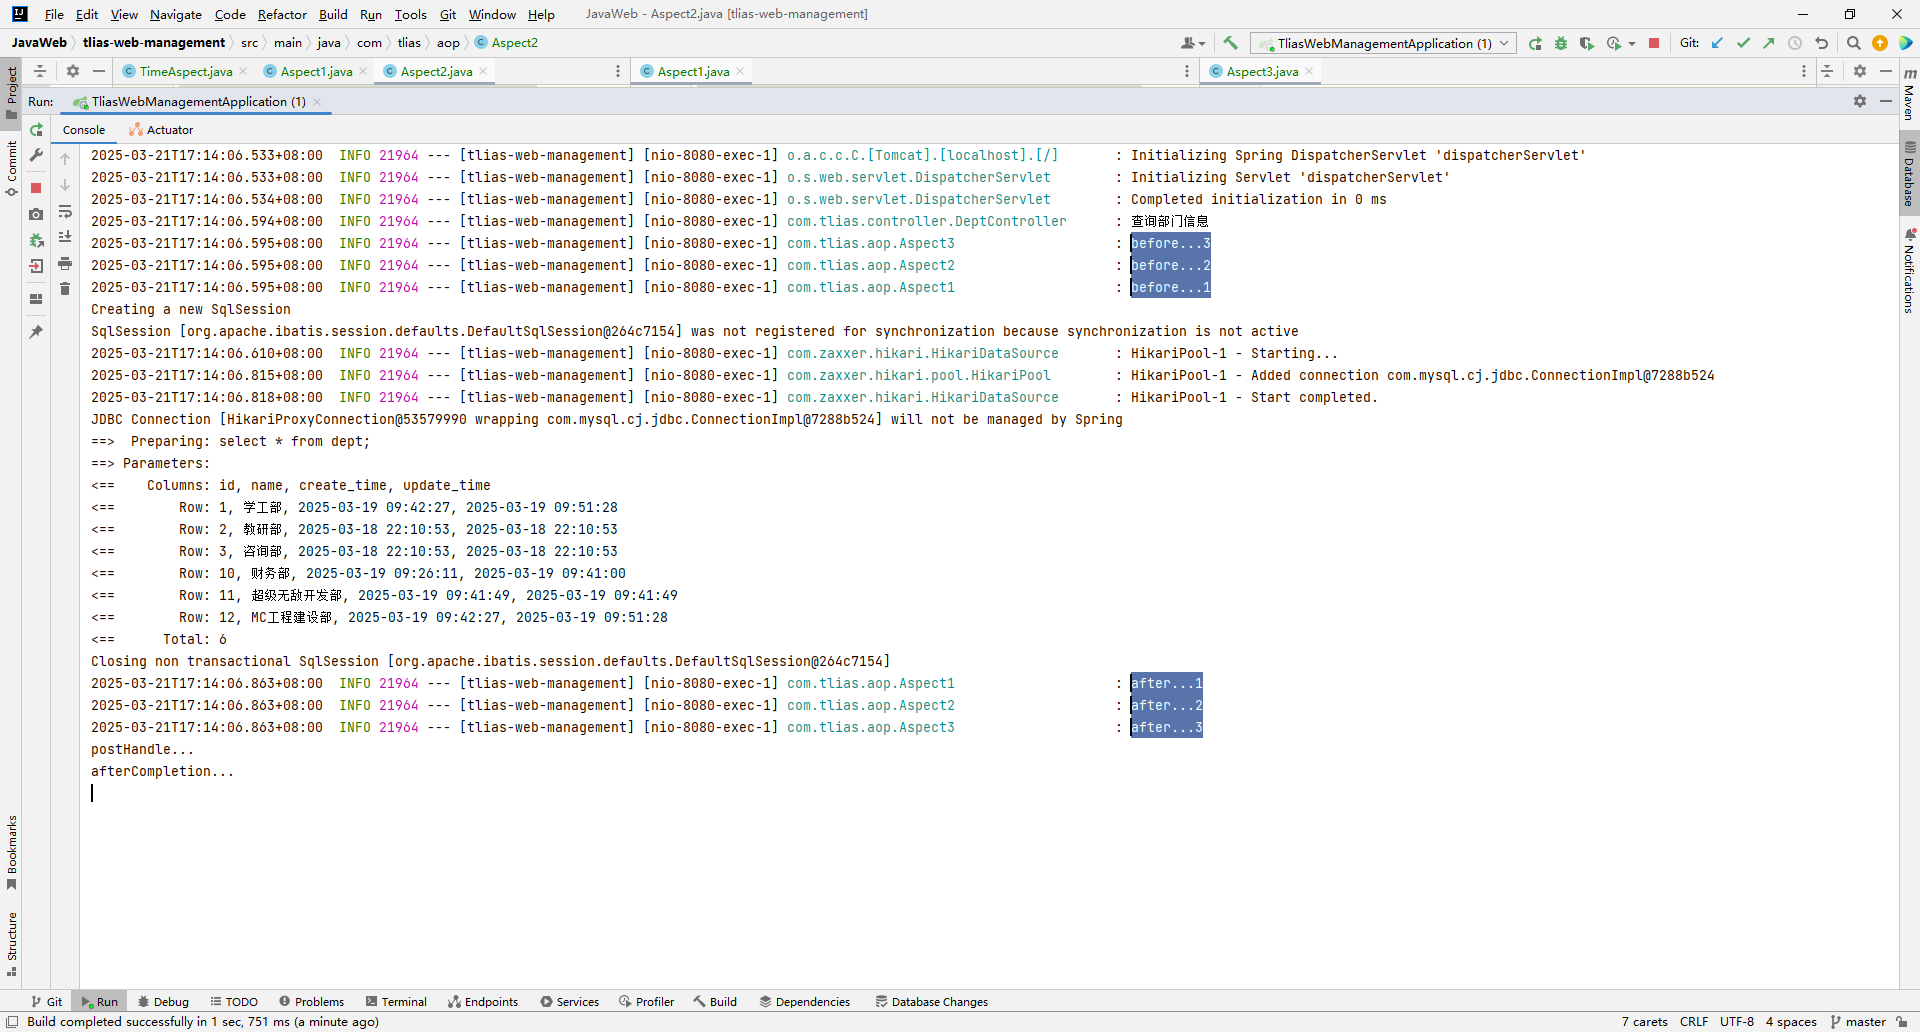 File Edit View Navigate Code Refactor Build Run Tools Git Window Help JavaWeb - Aspect2.java [tlias-web-management]
JavaWeb tlias-web-management src main java com tlias aop Aspect2 TliasWebManagementApplication (1) Git:
TimeAspect.java Aspect1.java Aspect2.java Aspect1.java Aspect3.java
Run: TliasWebManagementApplication (1)
Console Actuator
2025-03-21T17:14:06.533+08:00  INFO 21964 --- [tlias-web-management] [nio-8080-exec-1] o.a.c.c.C.[Tomcat].[localhost].[/]       : Initializing Spring DispatcherServlet 'dispatcherServlet'
2025-03-21T17:14:06.533+08:00  INFO 21964 --- [tlias-web-management] [nio-8080-exec-1] o.s.web.servlet.DispatcherServlet        : Initializing Servlet 'dispatcherServlet'
2025-03-21T17:14:06.534+08:00  INFO 21964 --- [tlias-web-management] [nio-8080-exec-1] o.s.web.servlet.DispatcherServlet        : Completed initialization in 0 ms
2025-03-21T17:14:06.594+08:00  INFO 21964 --- [tlias-web-management] [nio-8080-exec-1] com.tlias.controller.DeptController      : 查询部门信息
2025-03-21T17:14:06.595+08:00  INFO 21964 --- [tlias-web-management] [nio-8080-exec-1] com.tlias.aop.Aspect3                    : before...3
2025-03-21T17:14:06.595+08:00  INFO 21964 --- [tlias-web-management] [nio-8080-exec-1] com.tlias.aop.Aspect2                    : before...2
2025-03-21T17:14:06.595+08:00  INFO 21964 --- [tlias-web-management] [nio-8080-exec-1] com.tlias.aop.Aspect1                    : before...1
Creating a new SqlSession
SqlSession [org.apache.ibatis.session.defaults.DefaultSqlSession@264c7154] was not registered for synchronization because synchronization is not active
2025-03-21T17:14:06.610+08:00  INFO 21964 --- [tlias-web-management] [nio-8080-exec-1] com.zaxxer.hikari.HikariDataSource       : HikariPool-1 - Starting...
2025-03-21T17:14:06.815+08:00  INFO 21964 --- [tlias-web-management] [nio-8080-exec-1] com.zaxxer.hikari.pool.HikariPool        : HikariPool-1 - Added connection com.mysql.cj.jdbc.ConnectionImpl@7288b524
2025-03-21T17:14:06.818+08:00  INFO 21964 --- [tlias-web-management] [nio-8080-exec-1] com.zaxxer.hikari.HikariDataSource       : HikariPool-1 - Start completed.
JDBC Connection [HikariProxyConnection@53579990 wrapping com.mysql.cj.jdbc.ConnectionImpl@7288b524] will not be managed by Spring
==>  Preparing: select * from dept;
==> Parameters:
<==    Columns: id, name, create_time, update_time
<==        Row: 1, 学工部, 2025-03-19 09:42:27, 2025-03-19 09:51:28
<==        Row: 2, 教研部, 2025-03-18 22:10:53, 2025-03-18 22:10:53
<==        Row: 3, 咨询部, 2025-03-18 22:10:53, 2025-03-18 22:10:53
<==        Row: 10, 财务部, 2025-03-19 09:26:11, 2025-03-19 09:41:00
<==        Row: 11, 超级无敌开发部, 2025-03-19 09:41:49, 2025-03-19 09:41:49
<==        Row: 12, MC工程建设部, 2025-03-19 09:42:27, 2025-03-19 09:51:28
<==      Total: 6
Closing non transactional SqlSession [org.apache.ibatis.session.defaults.DefaultSqlSession@264c7154]
2025-03-21T17:14:06.863+08:00  INFO 21964 --- [tlias-web-management] [nio-8080-exec-1] com.tlias.aop.Aspect1                    : after...1
2025-03-21T17:14:06.863+08:00  INFO 21964 --- [tlias-web-management] [nio-8080-exec-1] com.tlias.aop.Aspect2                    : after...2
2025-03-21T17:14:06.863+08:00  INFO 21964 --- [tlias-web-management] [nio-8080-exec-1] com.tlias.aop.Aspect3                    : after...3
postHandle...
afterCompletion...
Project
Commit
Bookmarks
Structure
Maven
Database
Notifications
Git Run Debug TODO Problems Terminal Endpoints Services Profiler Build Dependencies Database Changes
Build completed successfully in 1 sec, 751 ms (a minute ago) 7 carets CRLF UTF-8 4 spaces master